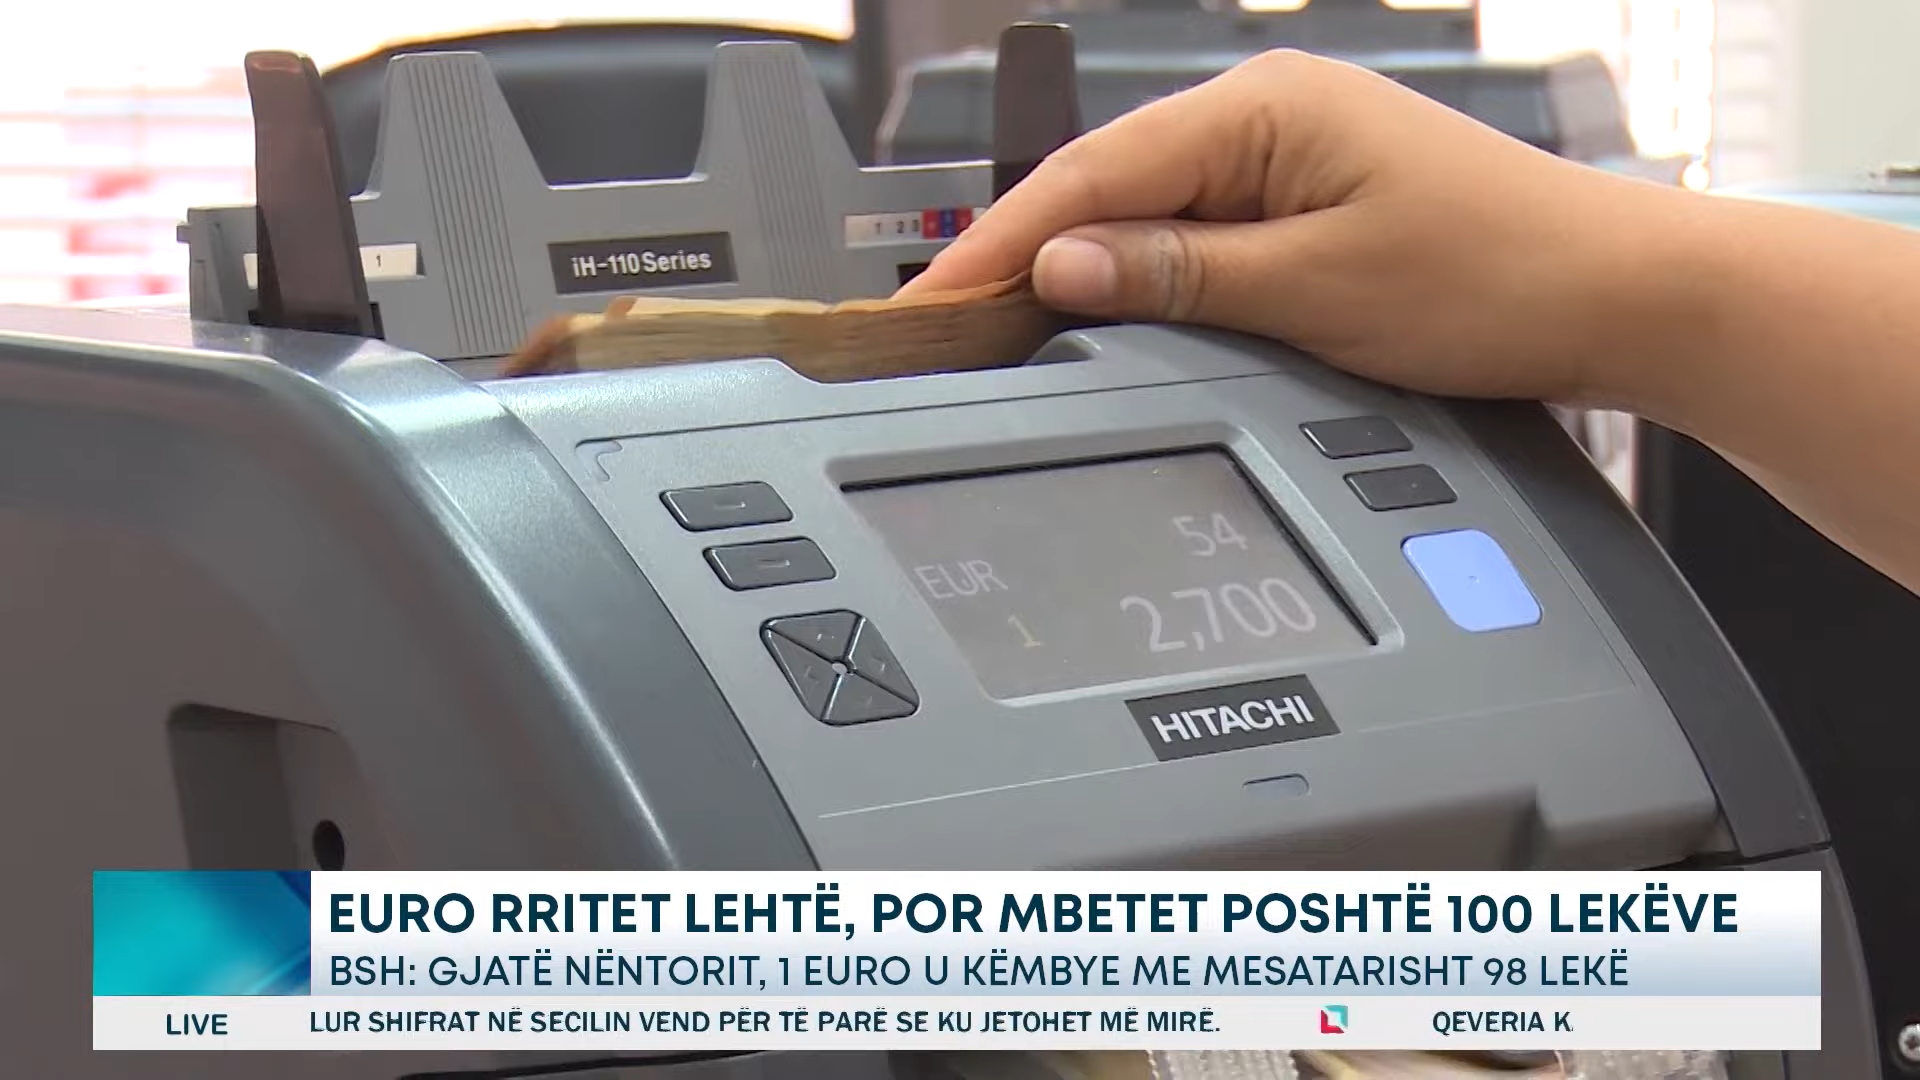 1
iH-110 Series
1 2 3
54
EUR
1
2,700
HITACHI
EURO RRITET LEHTË, POR MBETET POSHTË 100 LEKËVE
BSH: GJATË NËNTORIT, 1 EURO U KËMBYE ME MESATARISHT 98 LEKË
LIVE
LUR SHIFRAT NË SECILIN VEND PËR TË PARË SE KU JETOHET MË MIRË.
QEVERIA